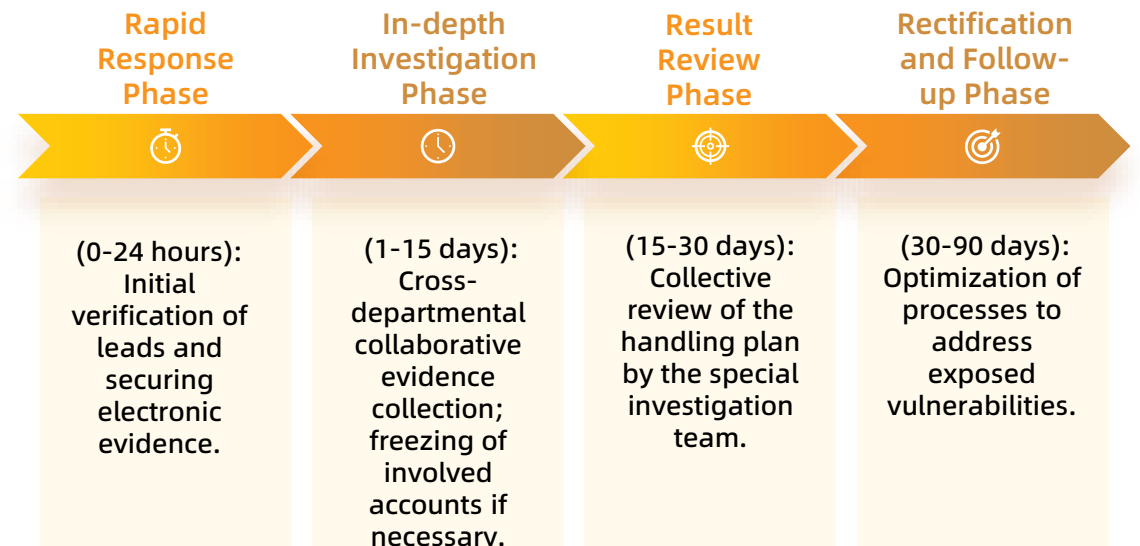 Rapid
Response
Phase
In-depth
Investigation
Phase
Result
Review
Phase
Rectification
and Follow-
up Phase
(0-24 hours):
Initial
verification of
leads and
securing
electronic
evidence.
(1-15 days):
Cross-
departmental
collaborative
evidence
collection;
freezing of
involved
accounts if
necessary.
(15-30 days):
Collective
review of the
handling plan
by the special
investigation
team.
(30-90 days):
Optimization of
processes to
address
exposed
vulnerabilities.